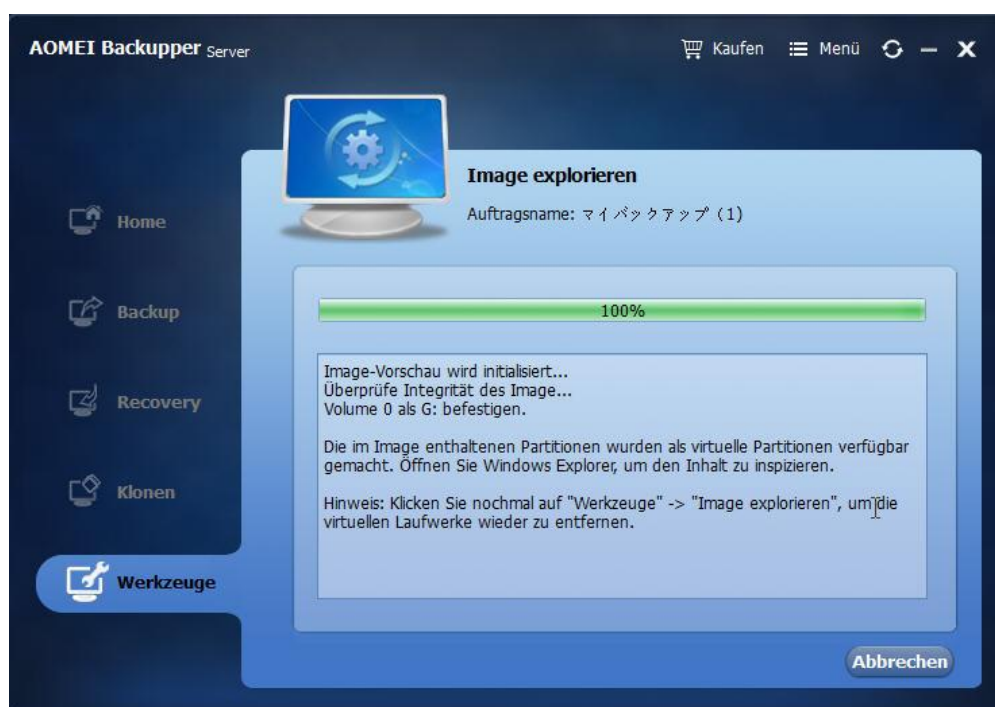 AOMEI Backupper Server
Kaufen
Menü
Image explorieren
Auftragsname: マイバックアップ (1)
Home
Backup
Recovery
Klonen
Werkzeuge
100%
Image-Vorschau wird initialisiert...
Überprüfe Integrität des Image...
Volume 0 als G: befestigen.
Die im Image enthaltenen Partitionen wurden als virtuelle Partitionen verfügbar
gemacht. Öffnen Sie Windows Explorer, um den Inhalt zu inspizieren.
Hinweis: Klicken Sie nochmal auf "Werkzeuge" -> "Image explorieren", um die
virtuellen Laufwerke wieder zu entfernen.
Abbrechen